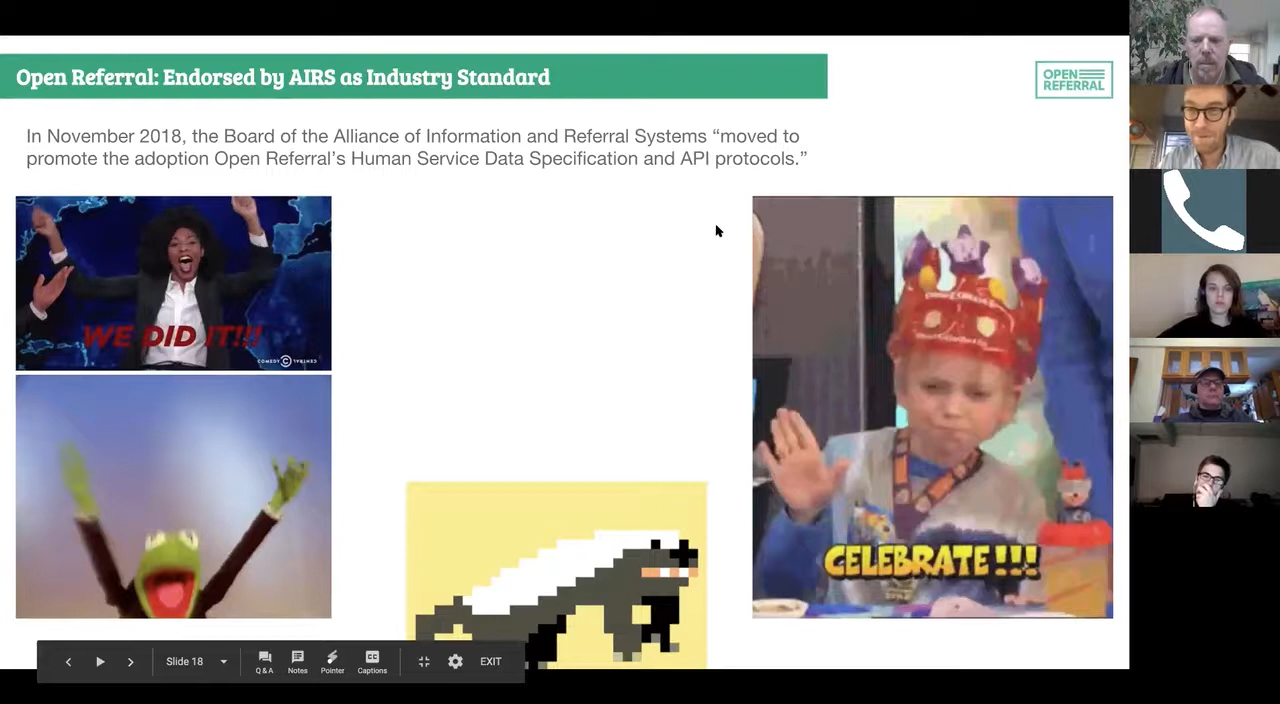 Open Referral: Endorsed by AIRS as Industry Standard
OPEN
REFERRAL
In November 2018, the Board of the Alliance of Information and Referral Systems “moved to
promote the adoption Open Referral’s Human Service Data Specification and API protocols.”
WE DID IT!!!
COMEDY CENTRAL
CELEBRATE!!!
Slide 18
Q & A
Notes
Pointer
Captions
EXIT